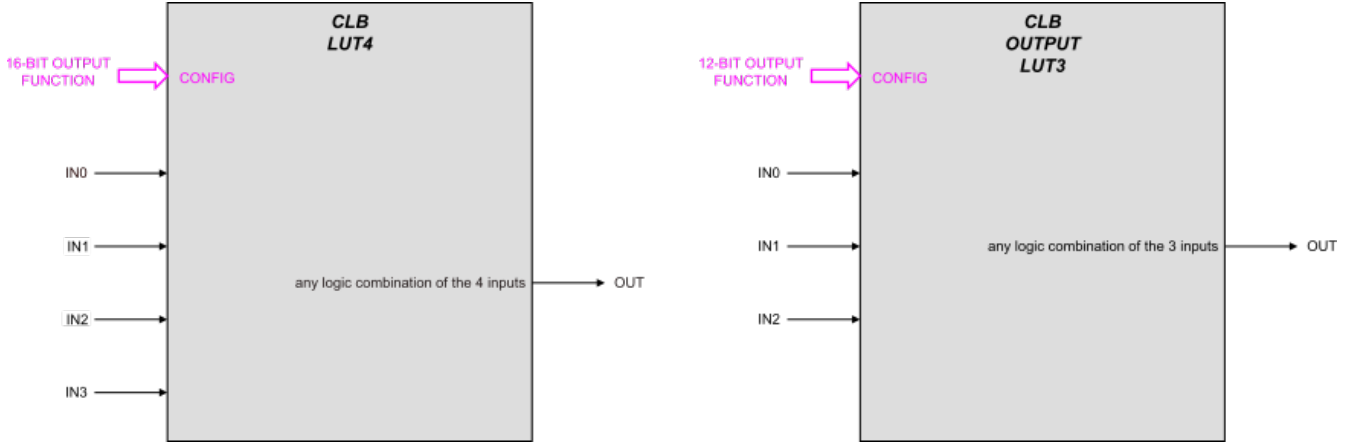 CLB
LUT4
16-BIT OUTPUT
FUNCTION
CONFIG
IN0
IN1
IN2
IN3
any logic combination of the 4 inputs
OUT
CLB
OUTPUT
LUT3
12-BIT OUTPUT
FUNCTION
CONFIG
IN0
IN1
IN2
any logic combination of the 3 inputs
OUT